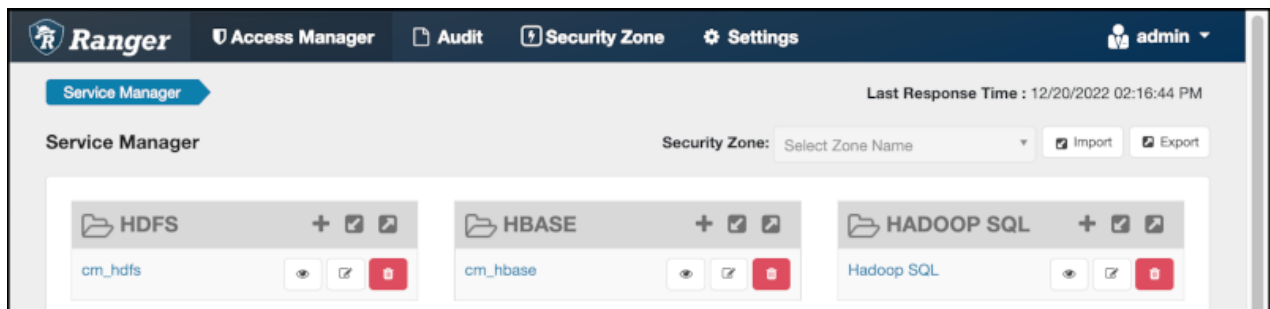 Ranger Access Manager Audit Security Zone Settings admin
Service Manager Last Response Time : 12/20/2022 02:16:44 PM
Service Manager Security Zone: Select Zone Name Import Export
HDFS HBASE HADOOP SQL
cm_hdfs cm_hbase Hadoop SQL